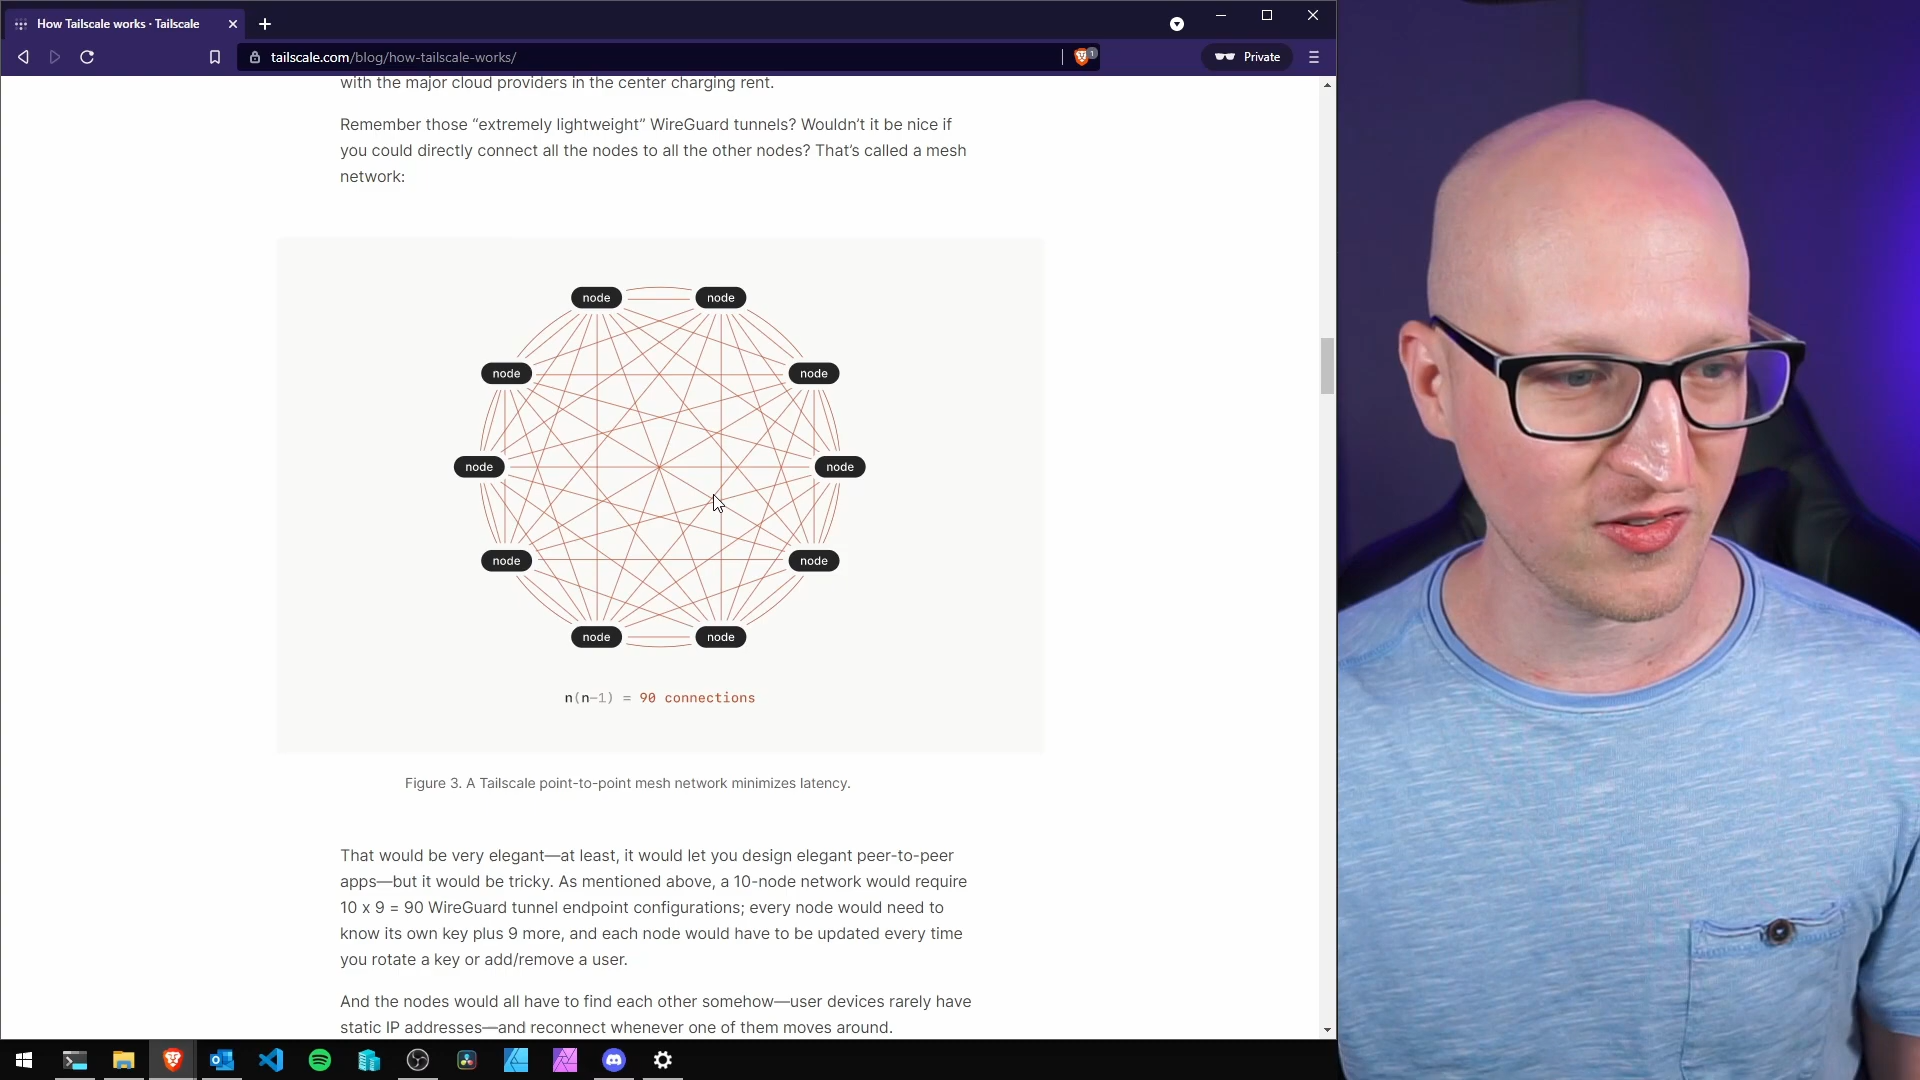 How Tailscale works · Tailscale
tailscale.com/blog/how-tailscale-works/
1
Private
with the major cloud providers in the center charging rent.
Remember those “extremely lightweight” WireGuard tunnels? Wouldn’t it be nice if
you could directly connect all the nodes to all the other nodes? That’s called a mesh
network:
node node
node node
node node
node node
node node
n(n−1) = 90 connections
Figure 3. A Tailscale point-to-point mesh network minimizes latency.
That would be very elegant—at least, it would let you design elegant peer-to-peer
apps—but it would be tricky. As mentioned above, a 10-node network would require
10 x 9 = 90 WireGuard tunnel endpoint configurations; every node would need to
know its own key plus 9 more, and each node would have to be updated every time
you rotate a key or add/remove a user.
And the nodes would all have to find each other somehow—user devices rarely have
static IP addresses—and reconnect whenever one of them moves around.